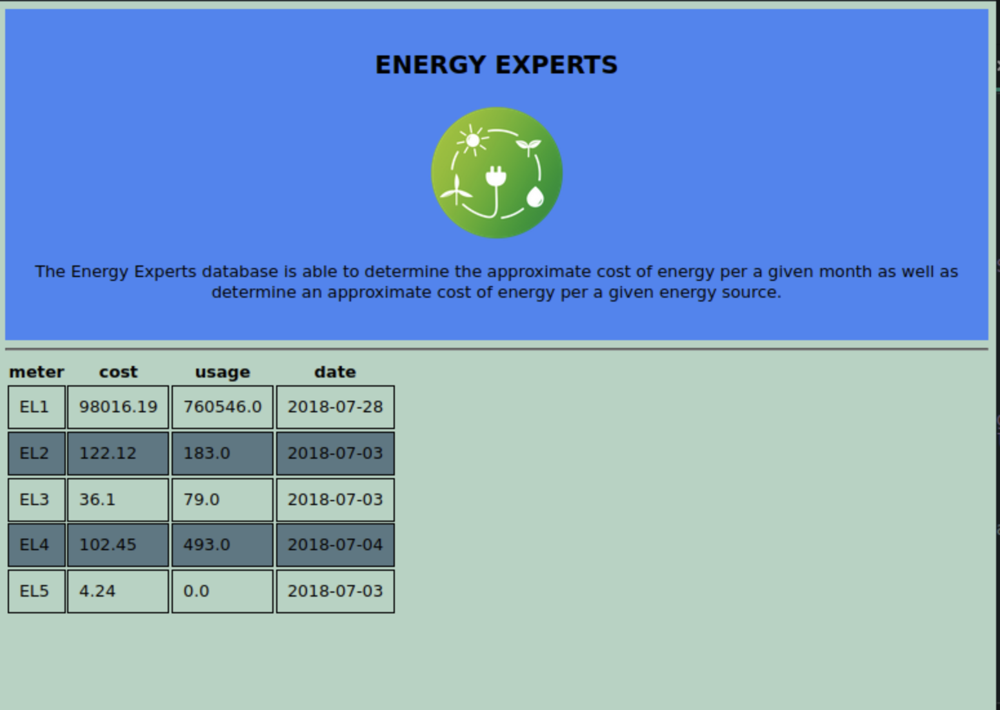 ENERGY EXPERTS
The Energy Experts database is able to determine the approximate cost of energy per a given month as well as
determine an approximate cost of energy per a given energy source.
meter cost usage date
EL1 98016.19 760546.0 2018-07-28
EL2 122.12 183.0 2018-07-03
EL3 36.1 79.0 2018-07-03
EL4 102.45 493.0 2018-07-04
EL5 4.24 0.0 2018-07-03